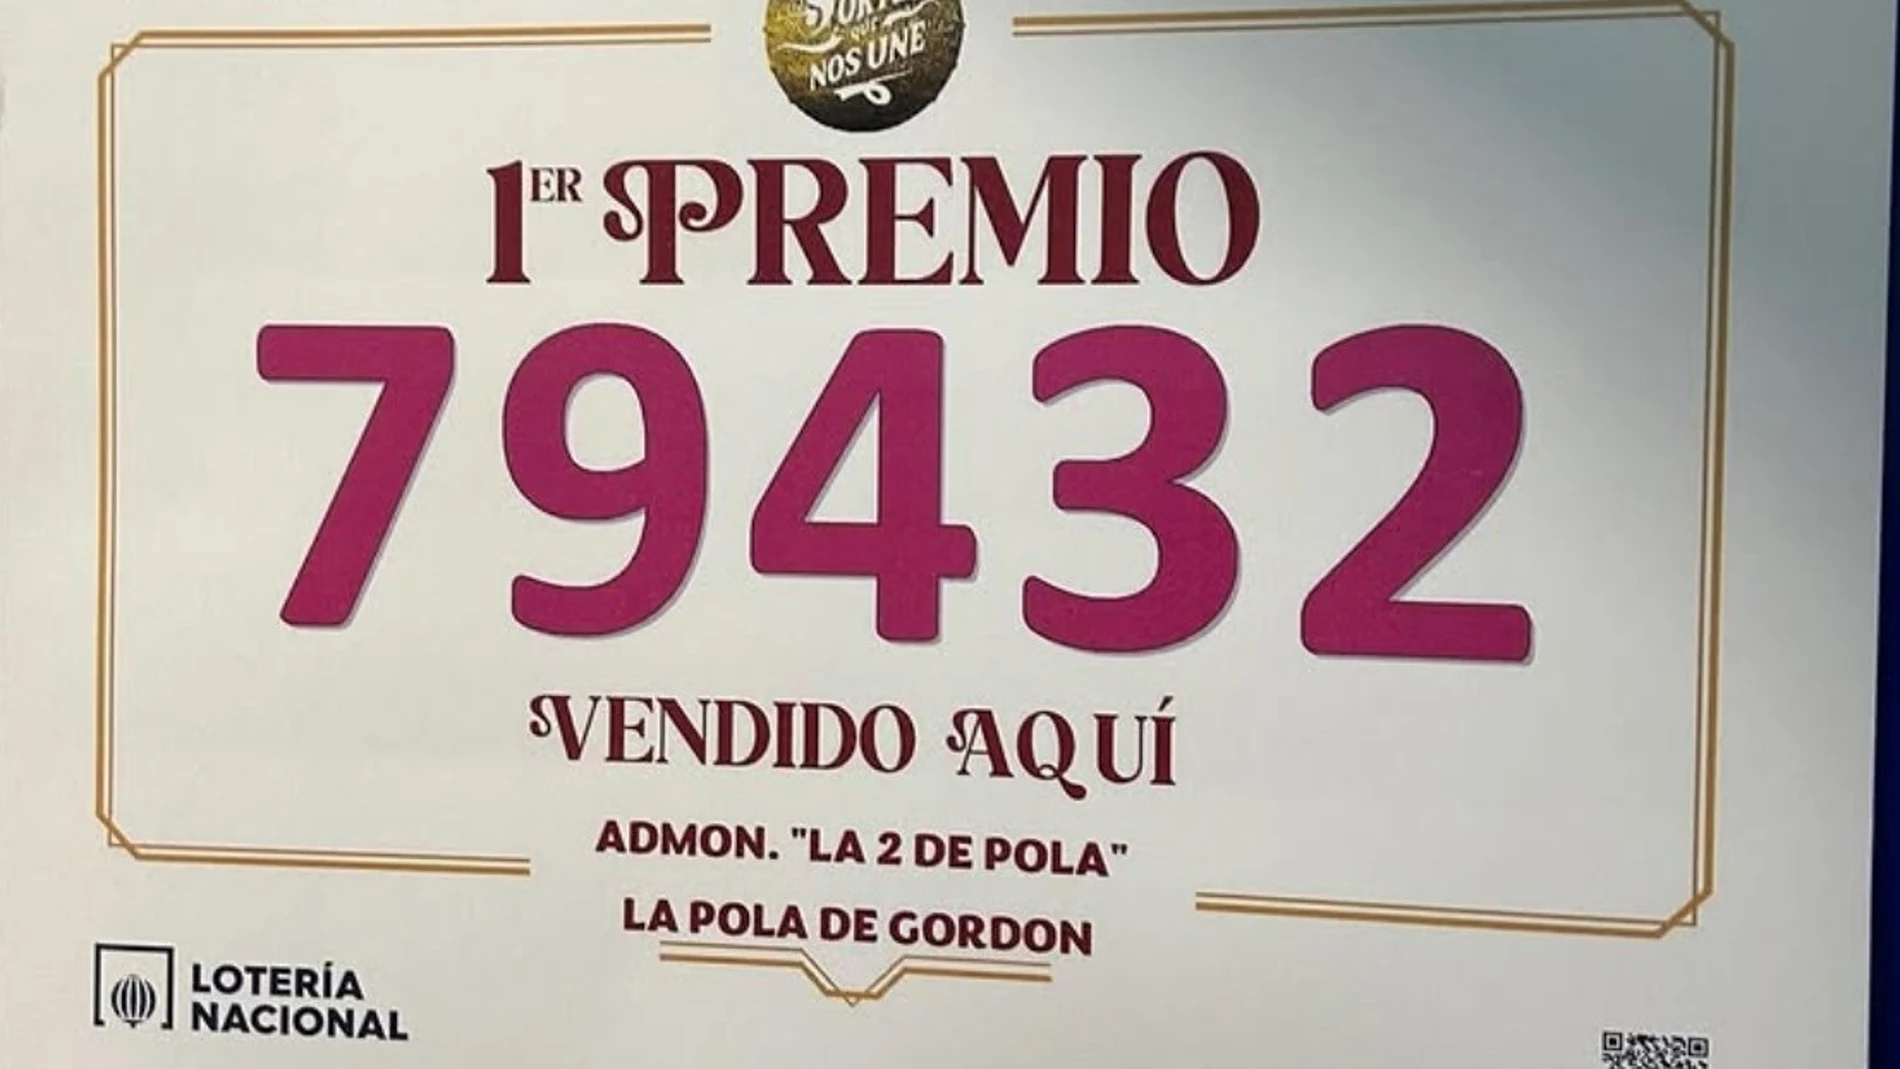 NOS UNE
1ER PREMIO
79432
VENDIDO AQUÍ
ADMON. "LA 2 DE POLA"
LA POLA DE GORDON
LOTERÍA
NACIONAL